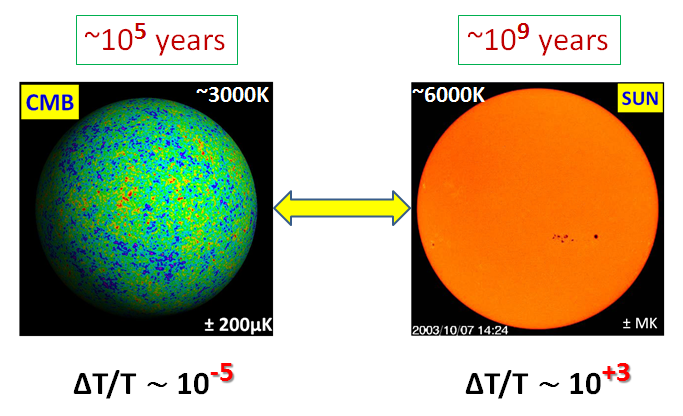 ~10⁵ years
~10⁹ years
CMB
~3000K
~6000K
SUN
± 200µK
2003/10/07 14:24
± MK
ΔT/T ~ 10⁻⁵
ΔT/T ~ 10⁺³